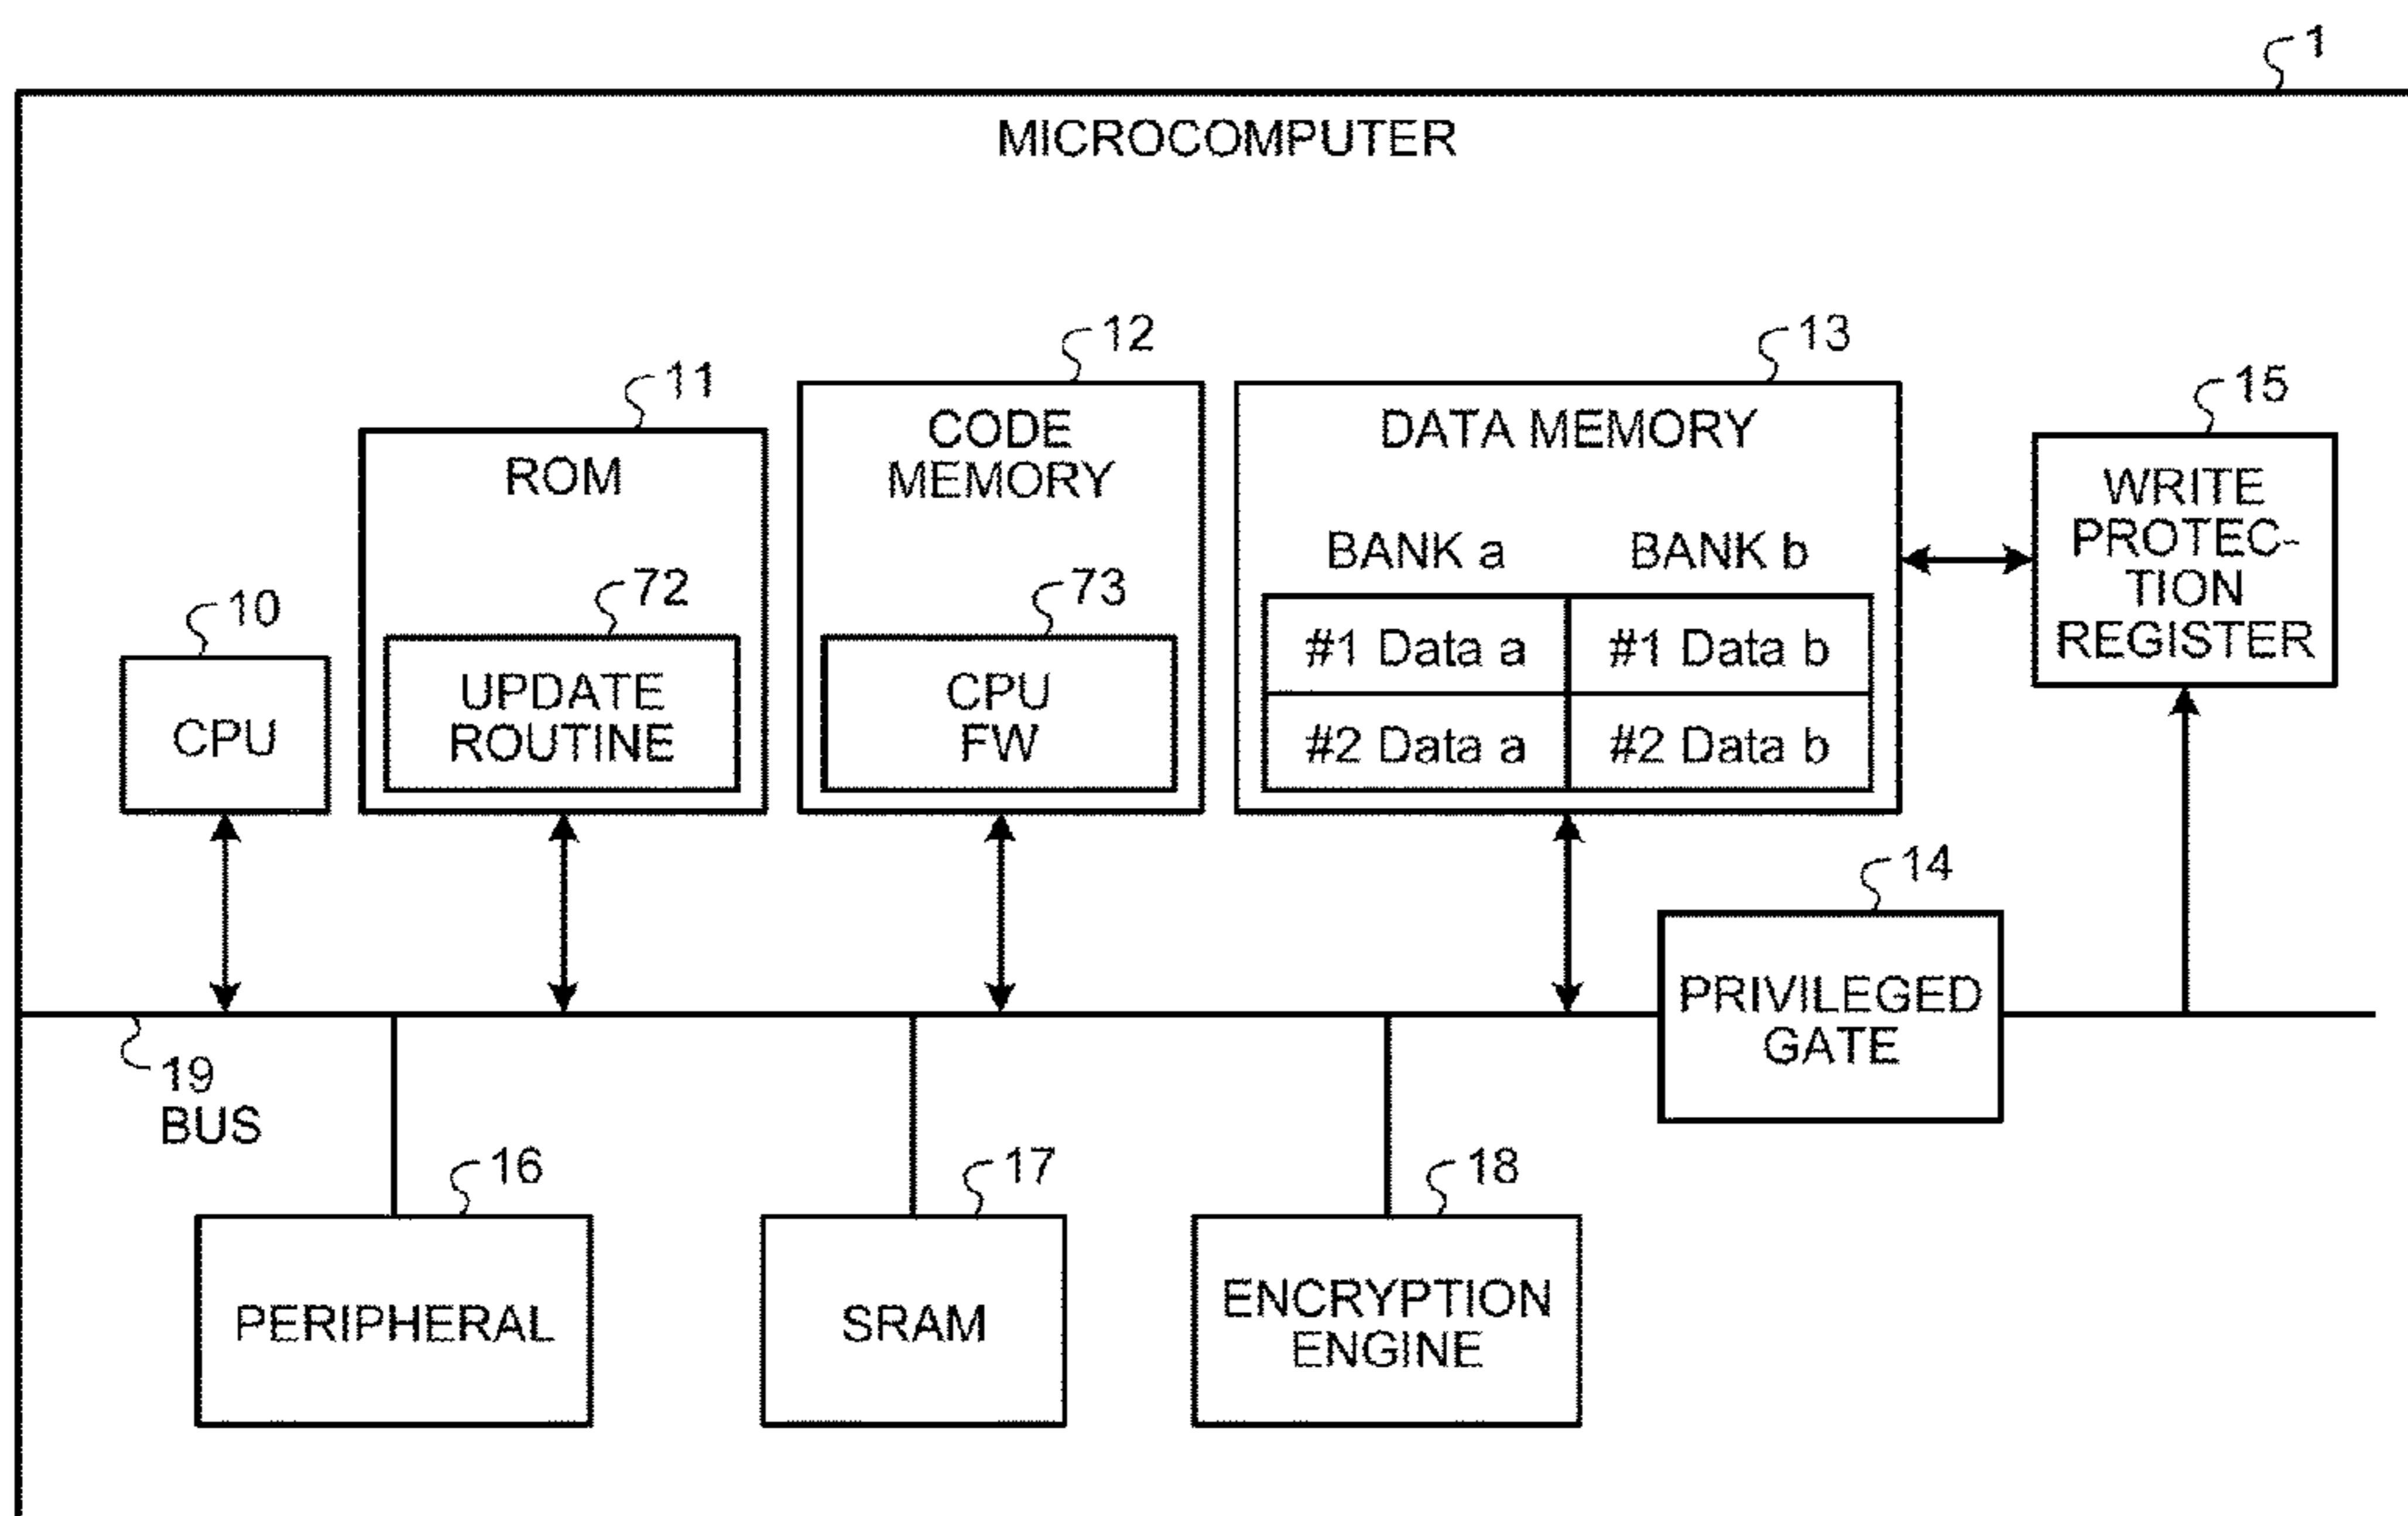 1
MICROCOMPUTER
12
13
11
15
CODE
MEMORY
DATA MEMORY
ROM
WRITE
PROTEC-
TION
REGISTER
BANK a
BANK b
10
72
73
#1 Data a
#1 Data b
CPU
UPDATE
ROUTINE
CPU
FW
#2 Data a
#2 Data b
14
PRIVILEGED
GATE
19
BUS
16
17
18
PERIPHERAL
SRAM
ENCRYPTION
ENGINE